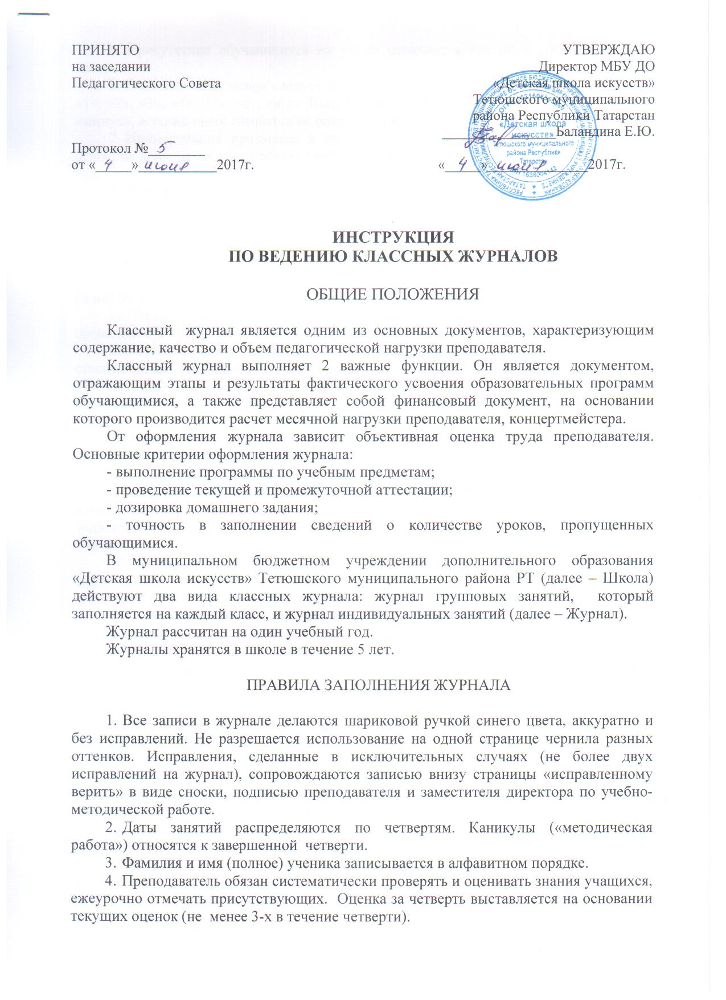 ПРИНЯТО
на заседании
Педагогического Совета
Протокол № 5
от « 4 » июня 2017г.
УТВЕРЖДАЮ
Директор МБУ ДО
«Детская школа искусств»
Тетюшского муниципального
района Республики Татарстан
Баландина Е.Ю.
« 4 » июня 2017г.
«Детская школа
искусств»
Тетюшского муниципального
района Республики
Татарстан
ИНСТРУКЦИЯ
ПО ВЕДЕНИЮ КЛАССНЫХ ЖУРНАЛОВ
ОБЩИЕ ПОЛОЖЕНИЯ
Классный журнал является одним из основных документов, характеризующим
содержание, качество и объем педагогической нагрузки преподавателя.
Классный журнал выполняет 2 важные функции. Он является документом,
отражающим этапы и результаты фактического усвоения образовательных программ
обучающимися, а также представляет собой финансовый документ, на основании
которого производится расчет месячной нагрузки преподавателя, концертмейстера.
От оформления журнала зависит объективная оценка труда преподавателя.
Основные критерии оформления журнала:
- выполнение программы по учебным предметам;
- проведение текущей и промежуточной аттестации;
- дозировка домашнего задания;
- точность в заполнении сведений о количестве уроков, пропущенных
обучающимися.
В муниципальном бюджетном учреждении дополнительного образования
«Детская школа искусств» Тетюшского муниципального района РТ (далее – Школа)
действуют два вида классных журнала: журнал групповых занятий, который
заполняется на каждый класс, и журнал индивидуальных занятий (далее – Журнал).
Журнал рассчитан на один учебный год.
Журналы хранятся в школе в течение 5 лет.
ПРАВИЛА ЗАПОЛНЕНИЯ ЖУРНАЛА
1. Все записи в журнале делаются шариковой ручкой синего цвета, аккуратно и
без исправлений. Не разрешается использование на одной странице чернила разных
оттенков. Исправления, сделанные в исключительных случаях (не более двух
исправлений на журнал), сопровождаются записью внизу страницы «исправленному
верить» в виде сноски, подписью преподавателя и заместителя директора по учебно-
методической работе.
2. Даты занятий распределяются по четвертям. Каникулы («методическая
работа») относятся к завершенной четверти.
3. Фамилия и имя (полное) ученика записывается в алфавитном порядке.
4. Преподаватель обязан систематически проверять и оценивать знания учащихся,
ежеурочно отмечать присутствующих. Оценка за четверть выставляется на основании
текущих оценок (не менее 3-х в течение четверти).